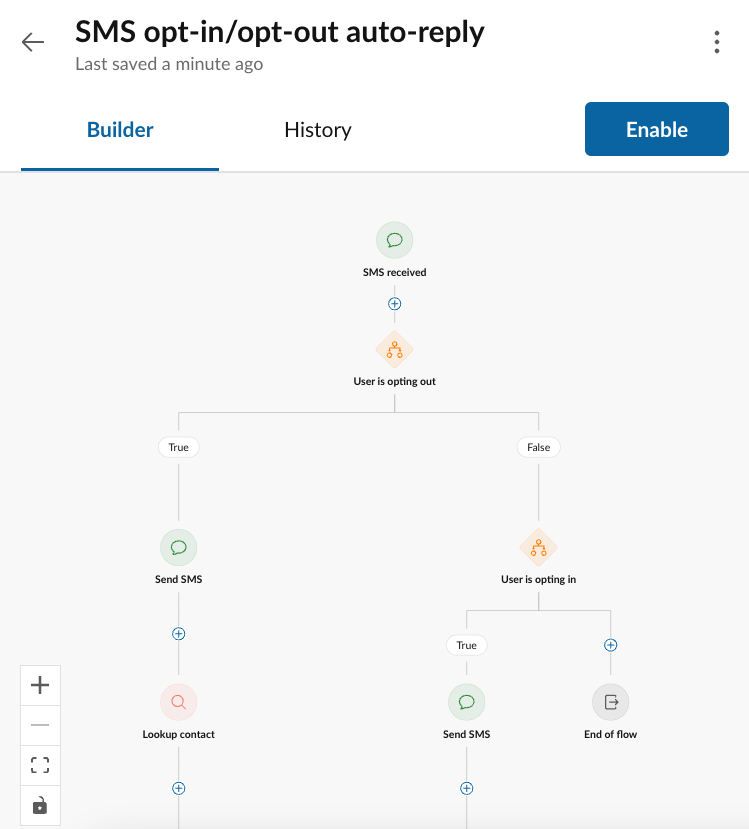 SMS opt-in/opt-out auto-reply
Last saved a minute ago
Builder
History
Enable
SMS received
User is opting out
True
False
Send SMS
User is opting in
True
Lookup contact
Send SMS
End of flow